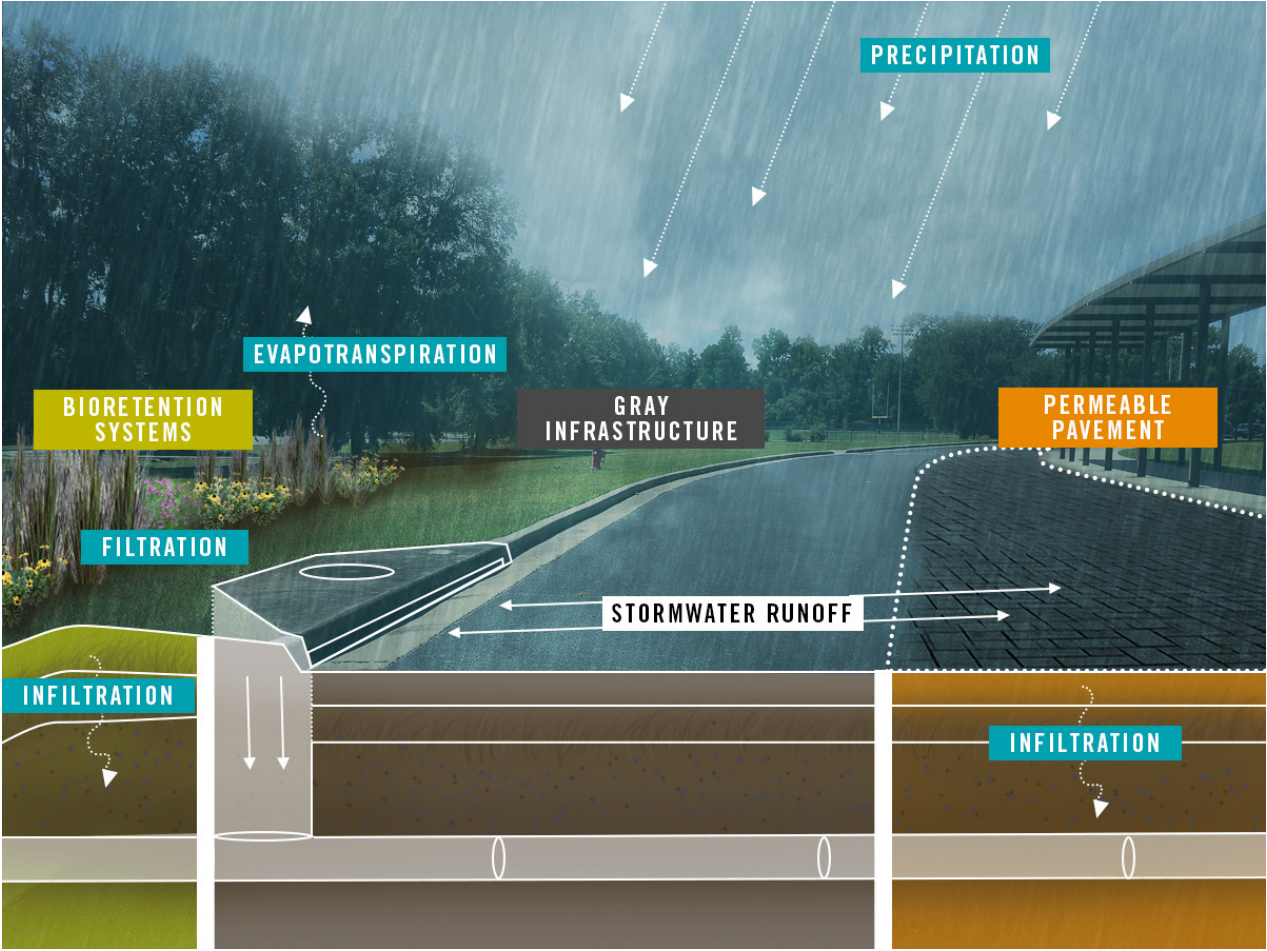 PRECIPITATION
EVAPOTRANSPIRATION
BIORETENTION
SYSTEMS
GRAY
INFRASTRUCTURE
PERMEABLE
PAVEMENT
FILTRATION
STORMWATER RUNOFF
INFILTRATION
INFILTRATION